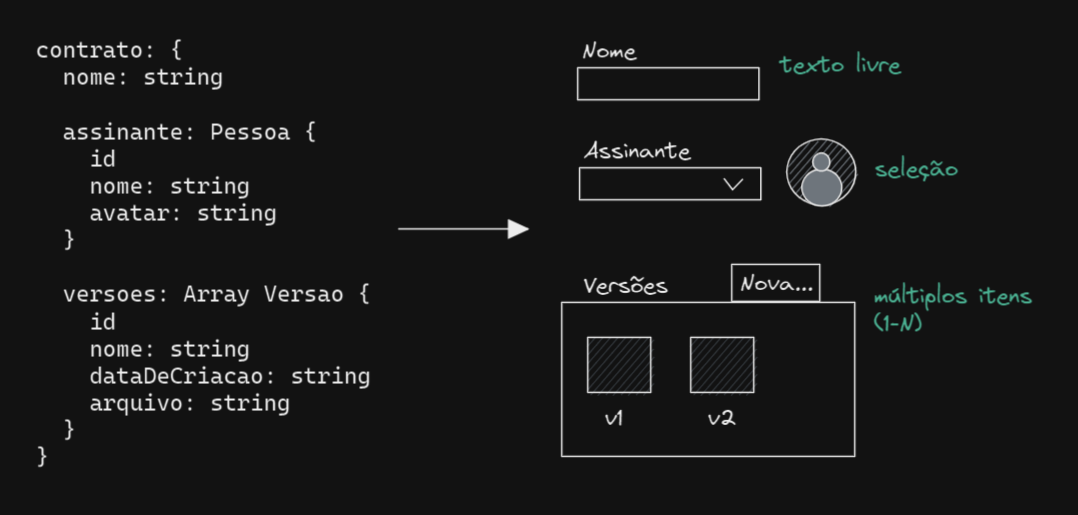 contrato: {
nome: string
assinante: Pessoa {
id
nome: string
avatar: string
}
versoes: Array Versao {
id
nome: string
dataDeCriacao: string
arquivo: string
}
}
Nome
texto livre
Assinante
seleção
Versões
Nova...
múltiplos itens
(1-N)
v1
v2